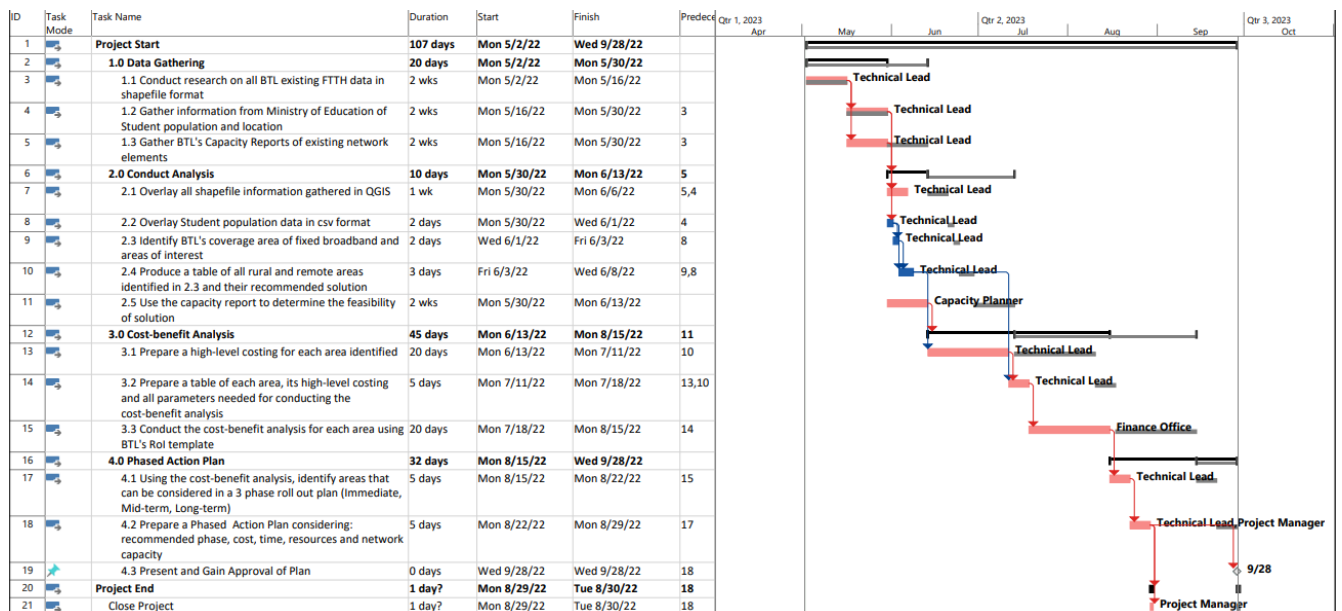 ID Task Mode Task Name Duration Start Finish Predece
Qtr 1, 2023 Qtr 2, 2023 Qtr 3, 2023
Apr May Jun Jul Aug Sep Oct
1 Project Start 107 days Mon 5/2/22 Wed 9/28/22
2 1.0 Data Gathering 20 days Mon 5/2/22 Mon 5/30/22
3 1.1 Conduct research on all BTL existing FTTH data in 2 wks Mon 5/2/22 Mon 5/16/22 Technical Lead
shapefile format
4 1.2 Gather information from Ministry of Education of 2 wks Mon 5/16/22 Mon 5/30/22 3 Technical Lead
Student population and location
5 1.3 Gather BTL's Capacity Reports of existing network 2 wks Mon 5/16/22 Mon 5/30/22 3 Technical Lead
elements
6 2.0 Conduct Analysis 10 days Mon 5/30/22 Mon 6/13/22 5
7 2.1 Overlay all shapefile information gathered in QGIS 1 wk Mon 5/30/22 Mon 6/6/22 5,4 Technical Lead
8 2.2 Overlay Student population data in csv format 2 days Mon 5/30/22 Wed 6/1/22 4 Technical Lead
9 2.3 Identify BTL's coverage area of fixed broadband and 2 days Wed 6/1/22 Fri 6/3/22 8 Technical Lead
areas of interest
10 2.4 Produce a table of all rural and remote areas 3 days Fri 6/3/22 Wed 6/8/22 9,8 Technical Lead
identified in 2.3 and their recommended solution
11 2.5 Use the capacity report to determine the feasibility 2 wks Mon 5/30/22 Mon 6/13/22 Capacity Planner
of solution
12 3.0 Cost-benefit Analysis 45 days Mon 6/13/22 Mon 8/15/22 11
13 3.1 Prepare a high-level costing for each area identified 20 days Mon 6/13/22 Mon 7/11/22 10 Technical Lead
14 3.2 Prepare a table of each area, its high-level costing 5 days Mon 7/11/22 Mon 7/18/22 13,10 Technical Lead
and all parameters needed for conducting the
cost-benefit analysis
15 3.3 Conduct the cost-benefit analysis for each area using 20 days Mon 7/18/22 Mon 8/15/22 14 Finance Office
BTL's RoI template
16 4.0 Phased Action Plan 32 days Mon 8/15/22 Wed 9/28/22
17 4.1 Using the cost-benefit analysis, identify areas that 5 days Mon 8/15/22 Mon 8/22/22 15 Technical Lead
can be considered in a 3 phase roll out plan (Immediate,
Mid-term, Long-term)
18 4.2 Prepare a Phased Action Plan considering: 5 days Mon 8/22/22 Mon 8/29/22 17 Technical Lead,Project Manager
recommended phase, cost, time, resources and network
capacity
19 4.3 Present and Gain Approval of Plan 0 days Wed 9/28/22 Wed 9/28/22 18 9/28
20 Project End 1 day? Mon 8/29/22 Tue 8/30/22 18
21 Close Project 1 day? Mon 8/29/22 Tue 8/30/22 18 Project Manager